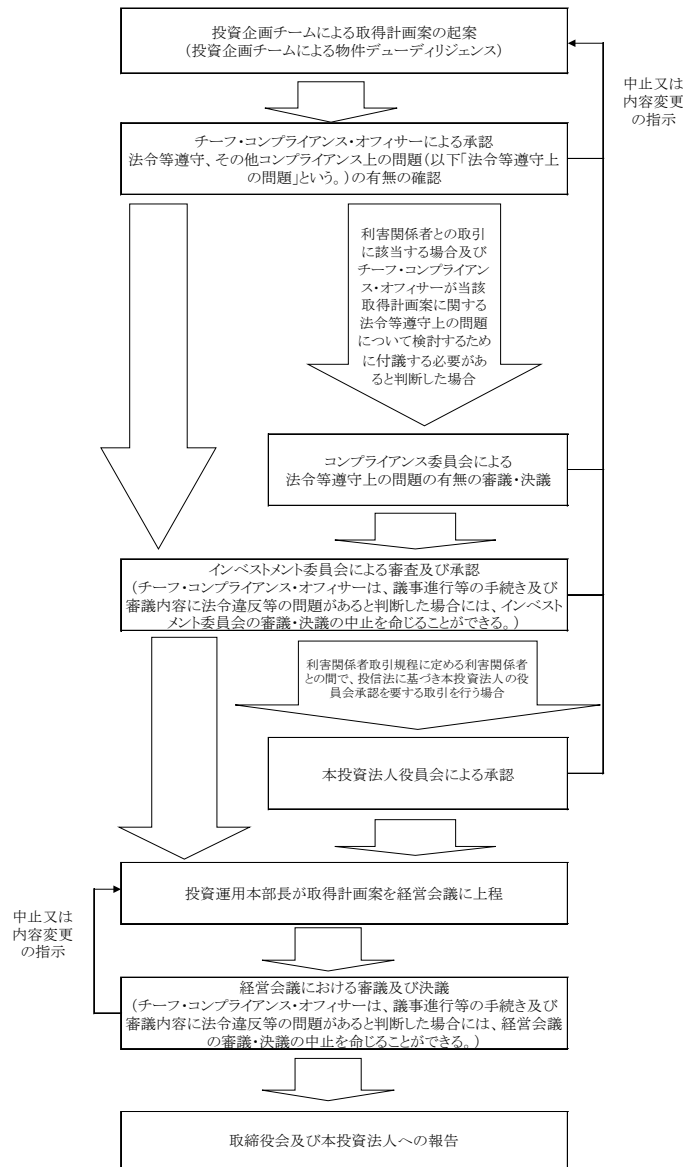 投資企画チームによる取得計画案の起案
(投資企画チームによる物件デューディリジェンス)
中止又は
内容変更
の指示
チーフ・コンプライアンス・オフィサーによる承認
法令等遵守、その他コンプライアンス上の問題(以下「法令等遵守上
の問題」という。)の有無の確認
利害関係者との取引
に該当する場合及び
チーフ・コンプライアン
ス・オフィサーが当該
取得計画案に関する
法令等遵守上の問題
について検討するため
に付議する必要があ
ると判断した場合
コンプライアンス委員会による
法令等遵守上の問題の有無の審議・決議
インベストメント委員会による審査及び承認
(チーフ・コンプライアンス・オフィサーは、議事進行等の手続き及び
審議内容に法令違反等の問題があると判断した場合には、インベスト
メント委員会の審議・決議の中止を命じることができる。)
利害関係者取引規程に定める利害関係者
との間で、投信法に基づき本投資法人の役
員会承認を要する取引を行う場合
本投資法人役員会による承認
投資運用本部長が取得計画案を経営会議に上程
中止又は
内容変更
の指示
経営会議における審議及び決議
(チーフ・コンプライアンス・オフィサーは、議事進行等の手続き及び
審議内容に法令違反等の問題があると判断した場合には、経営会議
の審議・決議の中止を命じることができる。)
取締役会及び本投資法人への報告